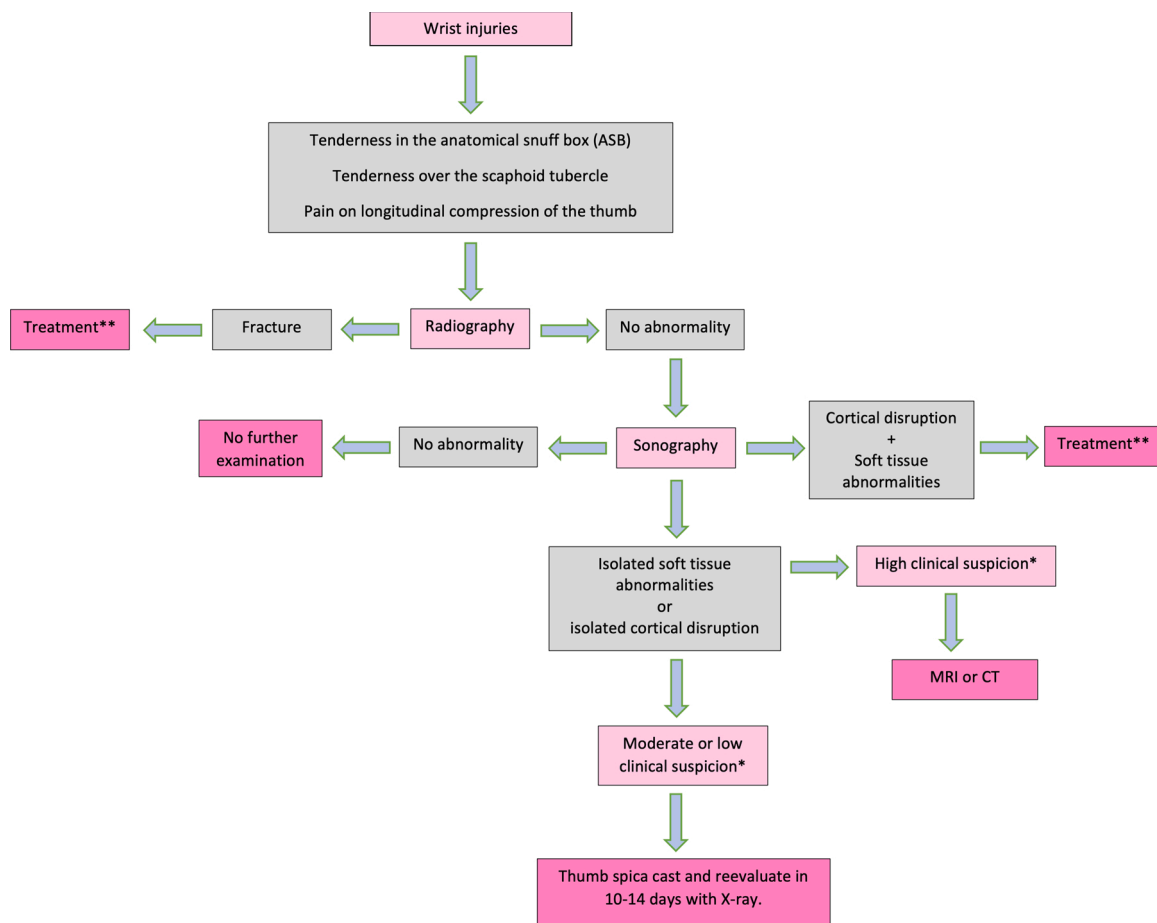 Wrist injuries
Tenderness in the anatomical snuff box (ASB)
Tenderness over the scaphoid tubercle
Pain on longitudinal compression of the thumb
Treatment**
Fracture
Radiography
No abnormality
No further
examination
No abnormality
Sonography
Cortical disruption
+
Soft tissue
abnormalities
Treatment**
Isolated soft tissue
abnormalities
or
isolated cortical disruption
High clinical suspicion*
MRI or CT
Moderate or low
clinical suspicion*
Thumb spica cast and reevaluate in
10-14 days with X-ray.